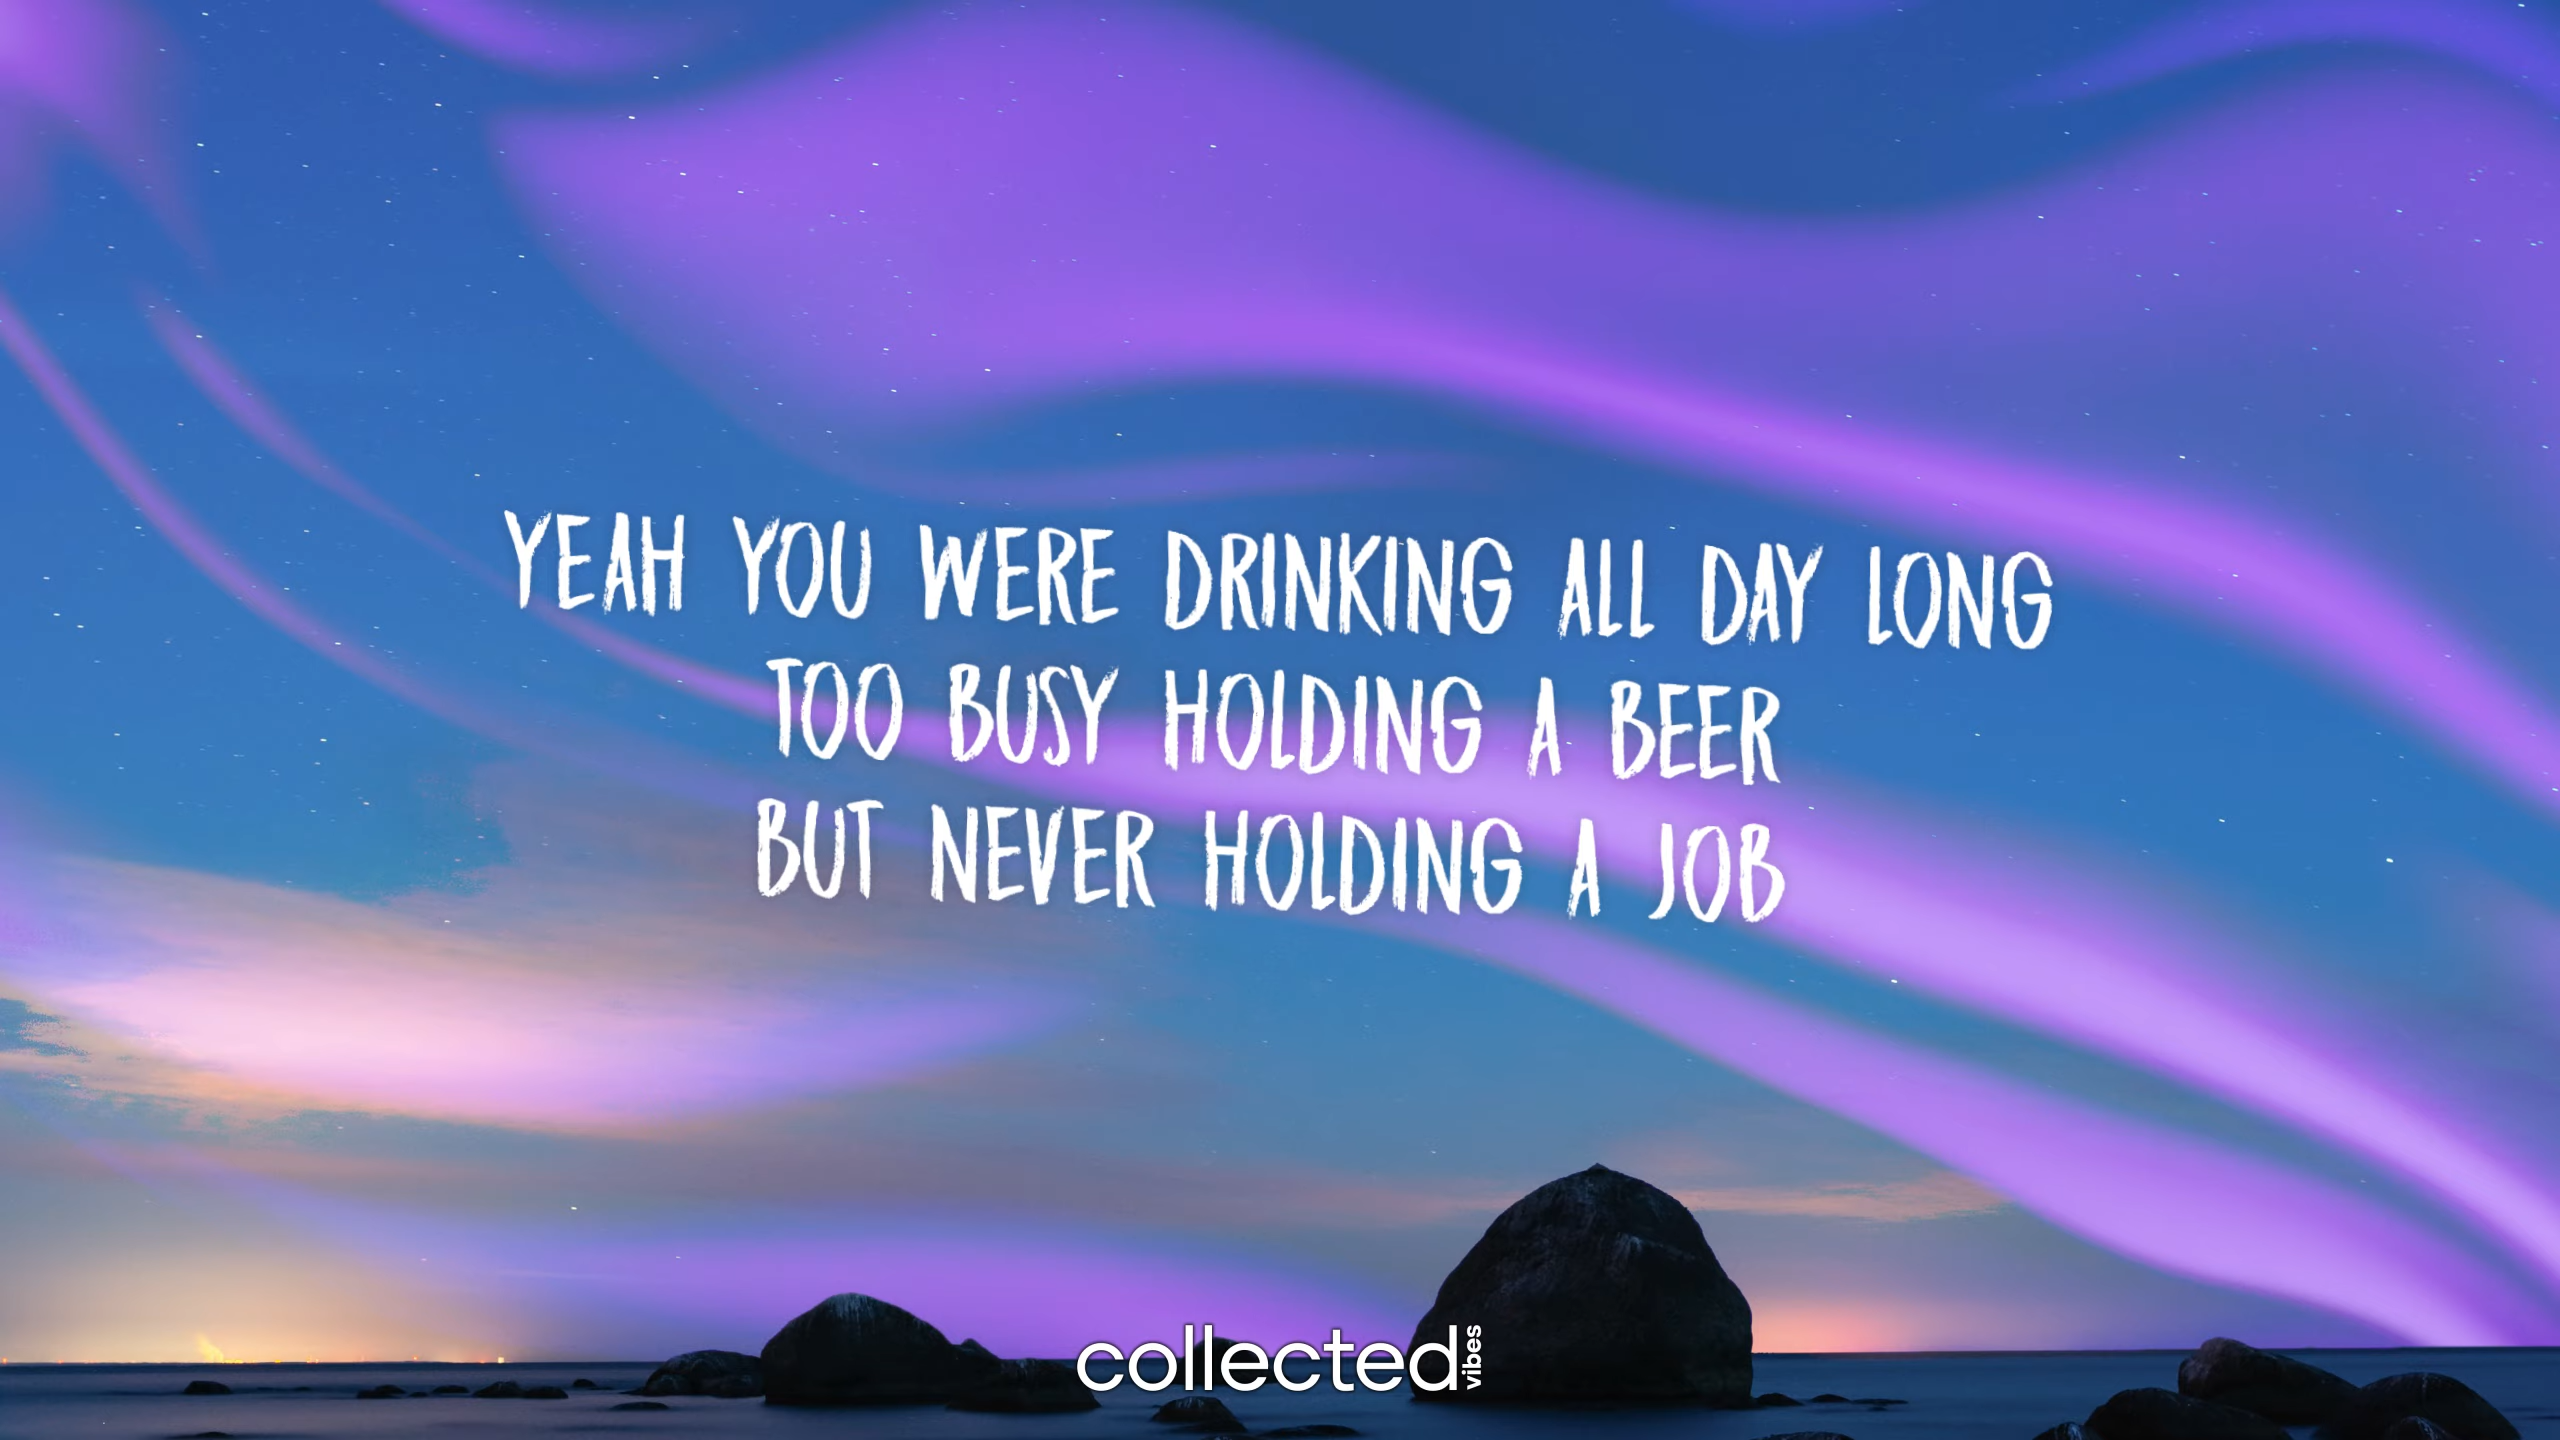 YEAH YOU WERE DRINKING ALL DAY LONG
TOO BUSY HOLDING A BEER
BUT NEVER HOLDING A JOB
collected vibes